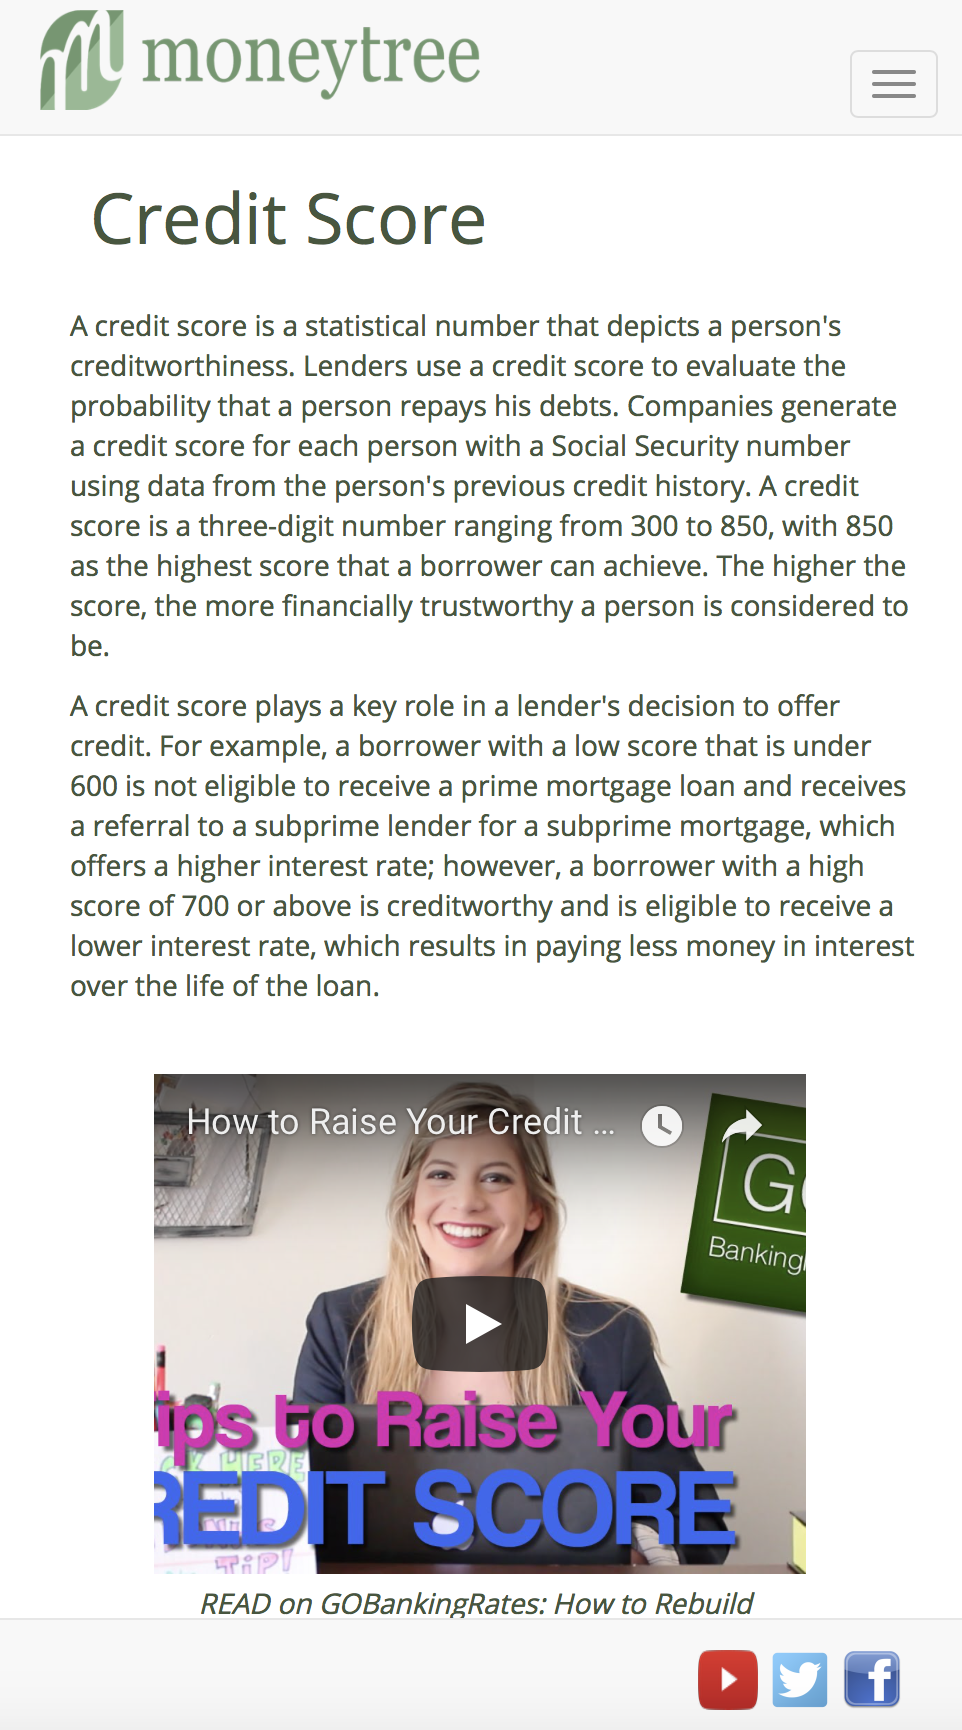 moneytree
Credit Score
A credit score is a statistical number that depicts a person's
creditworthiness. Lenders use a credit score to evaluate the
probability that a person repays his debts. Companies generate
a credit score for each person with a Social Security number
using data from the person's previous credit history. A credit
score is a three-digit number ranging from 300 to 850, with 850
as the highest score that a borrower can achieve. The higher the
score, the more financially trustworthy a person is considered to
be.
A credit score plays a key role in a lender's decision to offer
credit. For example, a borrower with a low score that is under
600 is not eligible to receive a prime mortgage loan and receives
a referral to a subprime lender for a subprime mortgage, which
offers a higher interest rate; however, a borrower with a high
score of 700 or above is creditworthy and is eligible to receive a
lower interest rate, which results in paying less money in interest
over the life of the loan.
How to Raise Your Credit ...
GO
Banking
ips to Raise Your
REDIT SCORE
CK HERE
TiP!
READ on GOBankingRates: How to Rebuild